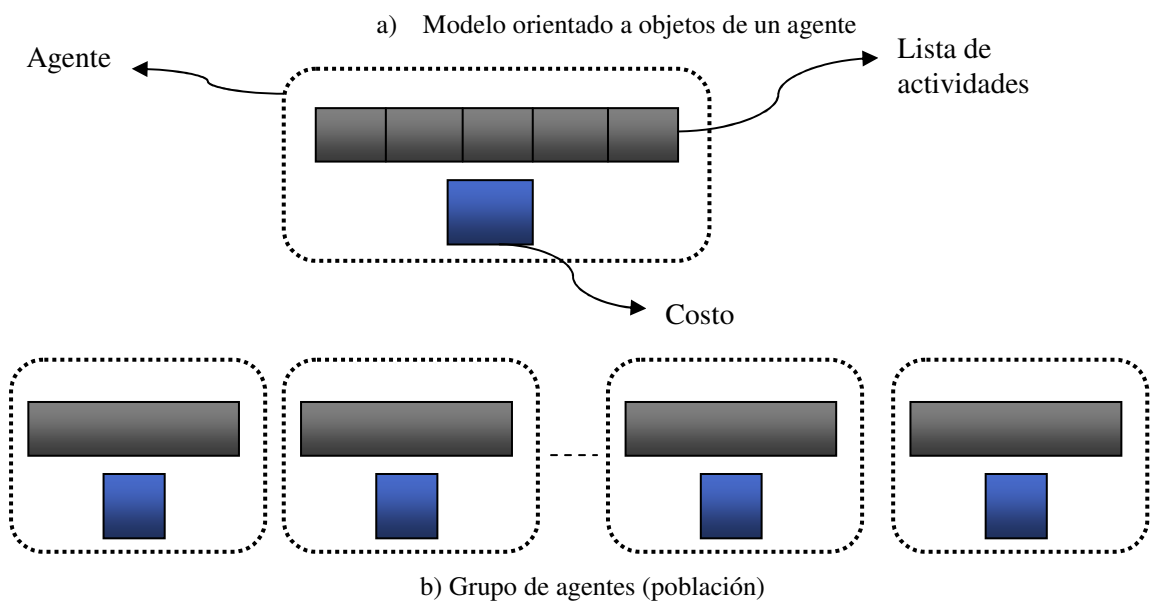 a) Modelo orientado a objetos de un agente
Agente
Lista de
actividades
Costo
b) Grupo de agentes (población)